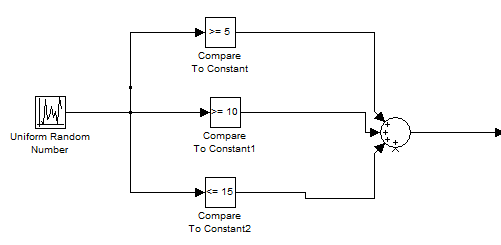 >= 5
Compare
To Constant
>= 10
Uniform Random
Number
Compare
To Constant1
+
+
+
+
<= 15
Compare
To Constant2